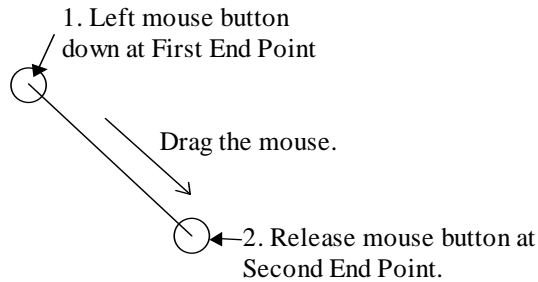 1. Left mouse button
down at First End Point
Drag the mouse.
2. Release mouse button at
Second End Point.